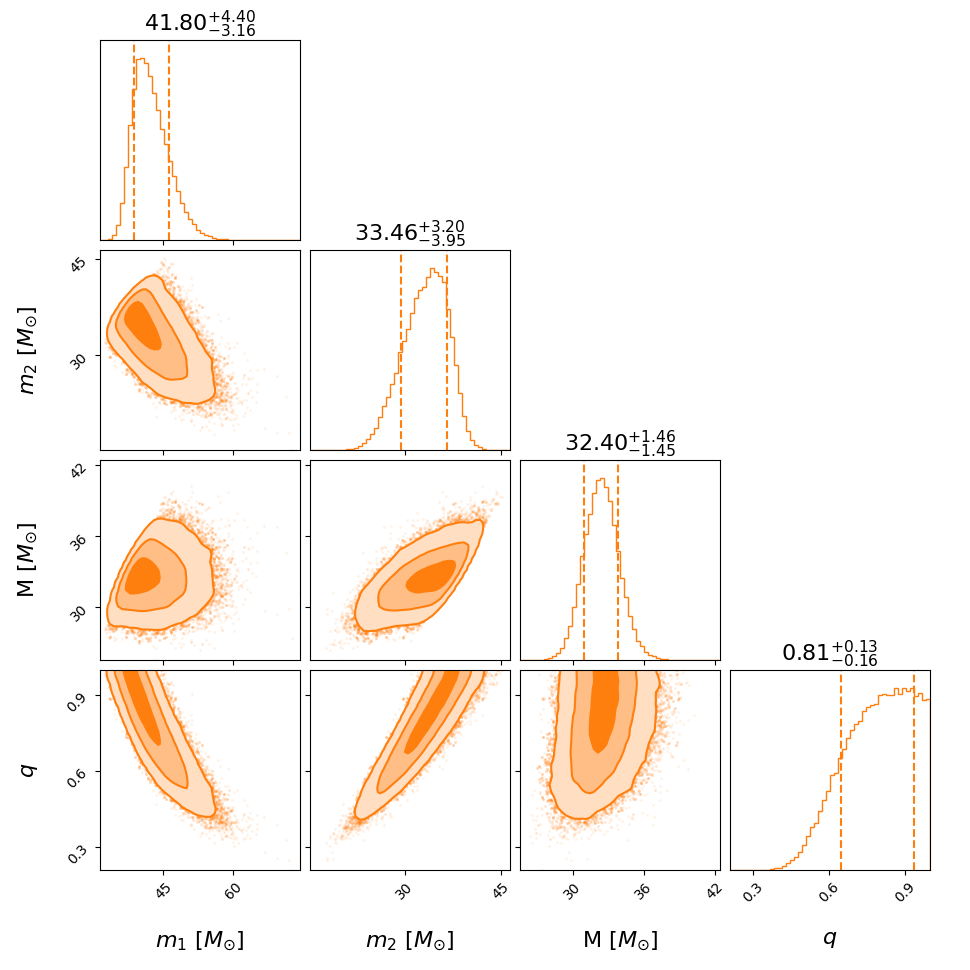 41.80^{+4.40}_{-3.16}
33.46^{+3.20}_{-3.95}
45
30
m_2 [M_⊙]
32.40^{+1.46}_{-1.45}
42
36
30
M [M_⊙]
0.81^{+0.13}_{-0.16}
0.9
0.6
0.3
q
45 60
30 45
30 36 42
0.3 0.6 0.9
m_1 [M_⊙] m_2 [M_⊙] M [M_⊙] q